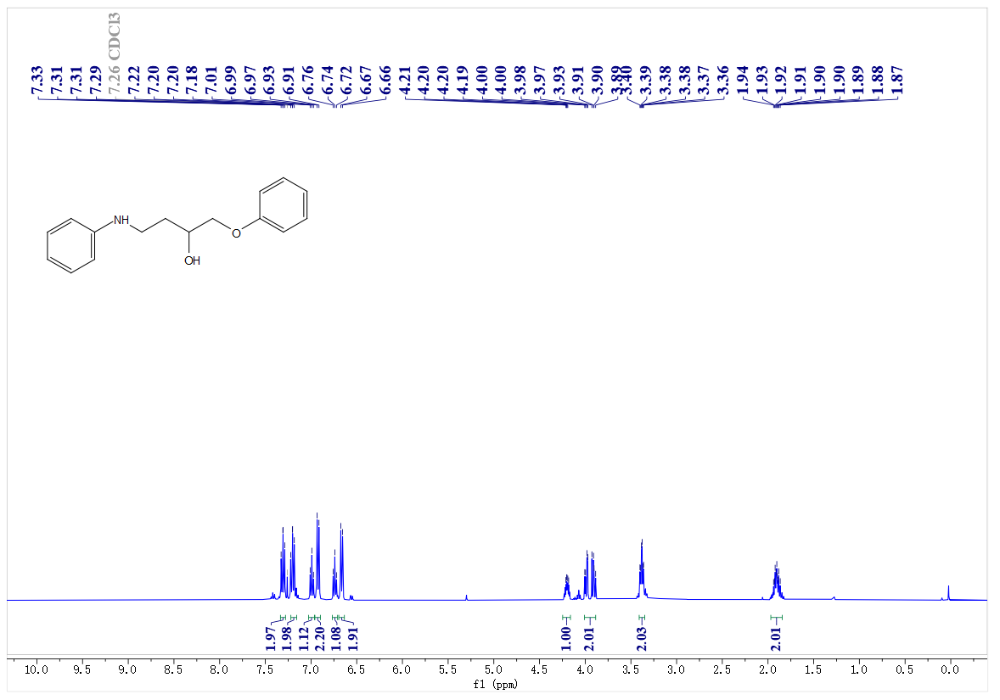 7.33 7.31 7.31 7.29 7.26 CDCl3 7.22 7.20 7.20 7.18 7.01 6.99 6.97 6.93 6.91 6.76 6.74 6.72 6.67 6.66 4.21 4.20 4.20 4.19 4.00 4.00 3.98 3.97 3.93 3.91 3.90 3.89 3.40 3.39 3.38 3.38 3.37 3.36 1.94 1.93 1.92 1.91 1.90 1.90 1.89 1.88 1.87
NH
O
OH
1.97 1.98 1.12 2.20 1.08 1.91 1.00 2.01 2.03 2.01
10.0 9.5 9.0 8.5 8.0 7.5 7.0 6.5 6.0 5.5 5.0 4.5 4.0 3.5 3.0 2.5 2.0 1.5 1.0 0.5 0.0
f1 (ppm)